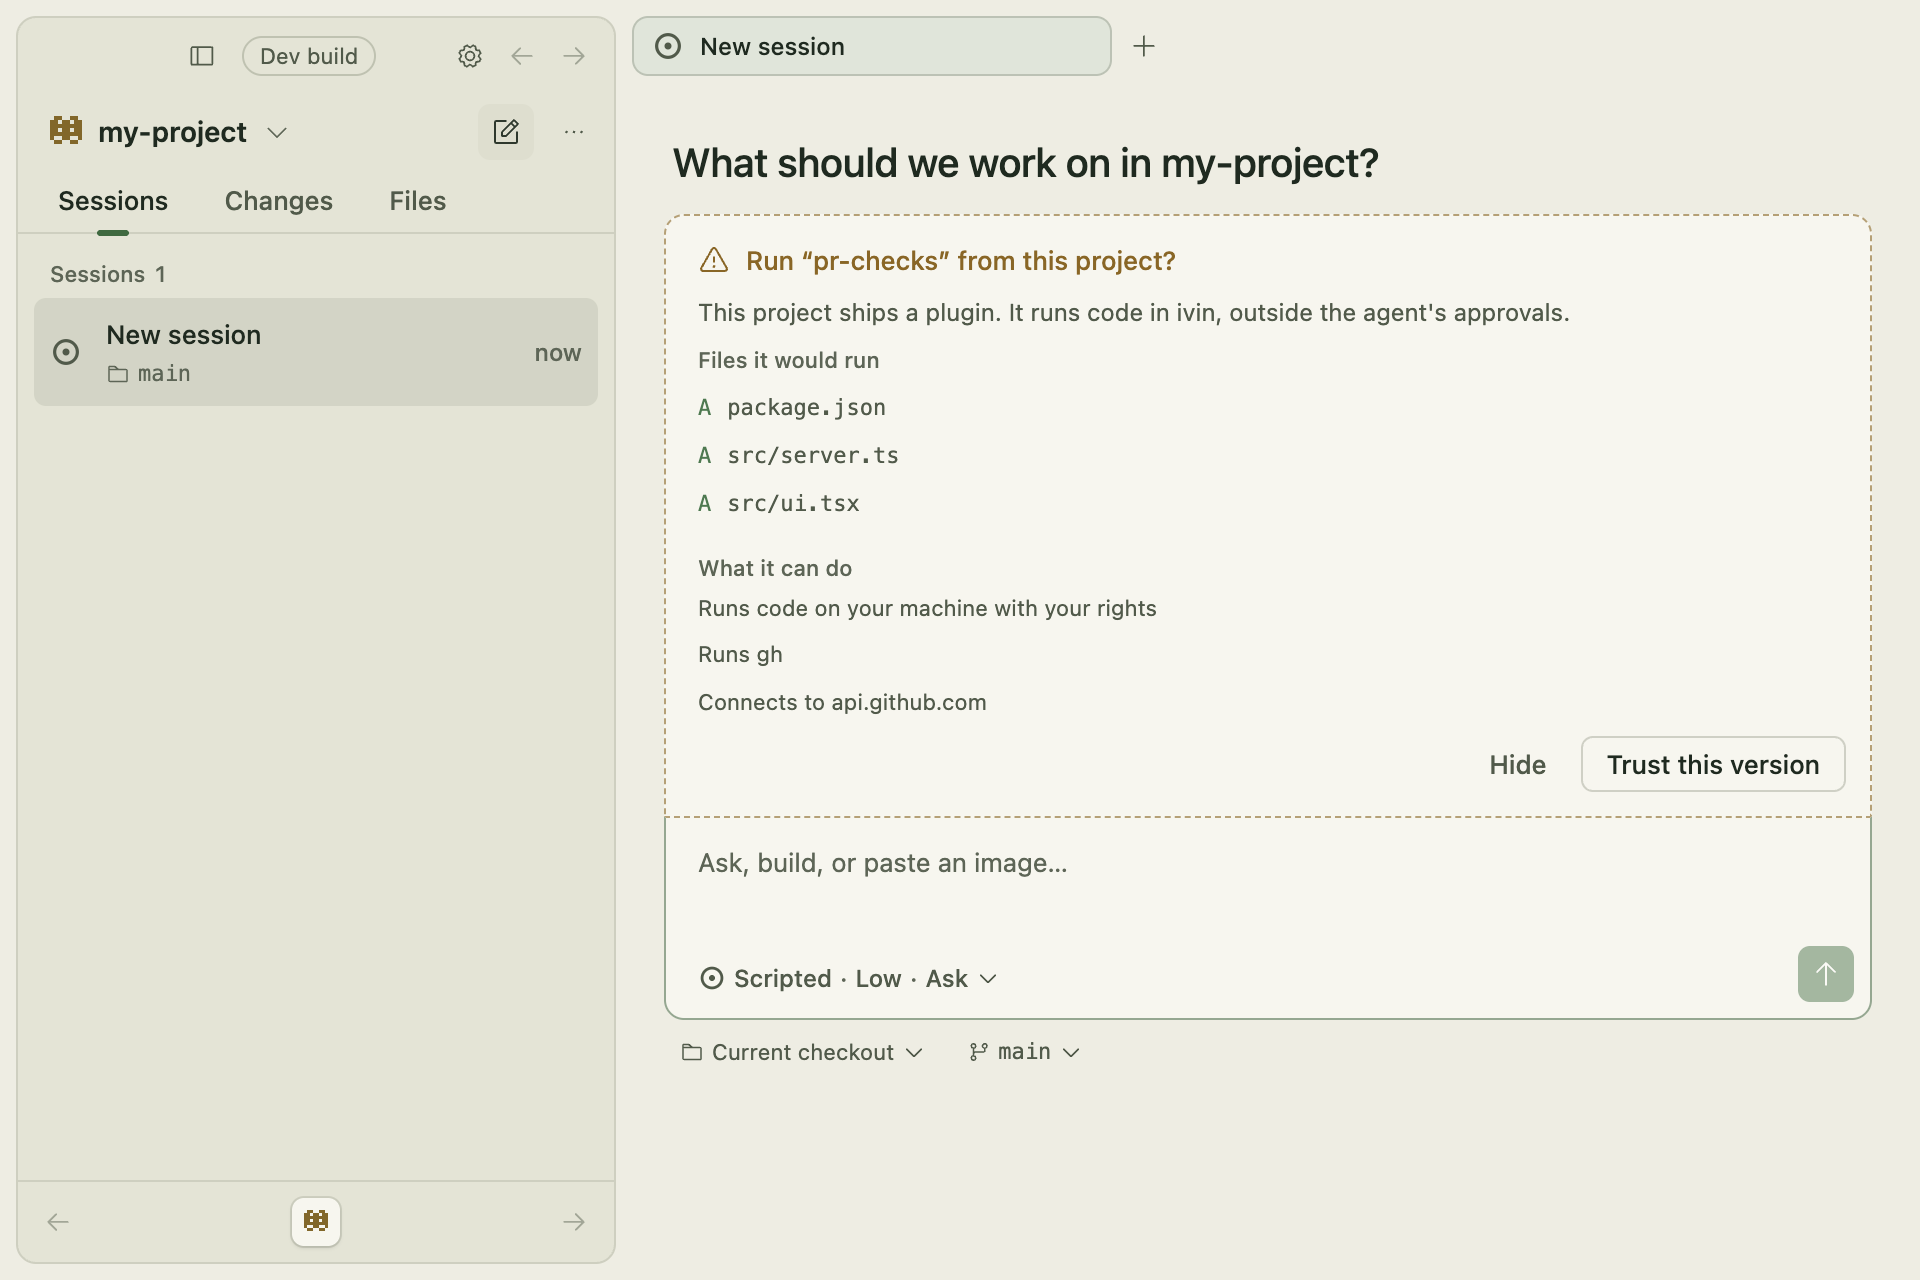 Dev build
my-project
Sessions Changes Files
Sessions 1
New session
main
now
New session
What should we work on in my-project?
Run “pr-checks” from this project?
This project ships a plugin. It runs code in ivin, outside the agent's approvals.
Files it would run
A package.json
A src/server.ts
A src/ui.tsx
What it can do
Runs code on your machine with your rights
Runs gh
Connects to api.github.com
Hide Trust this version
Ask, build, or paste an image...
Scripted · Low · Ask
Current checkout main